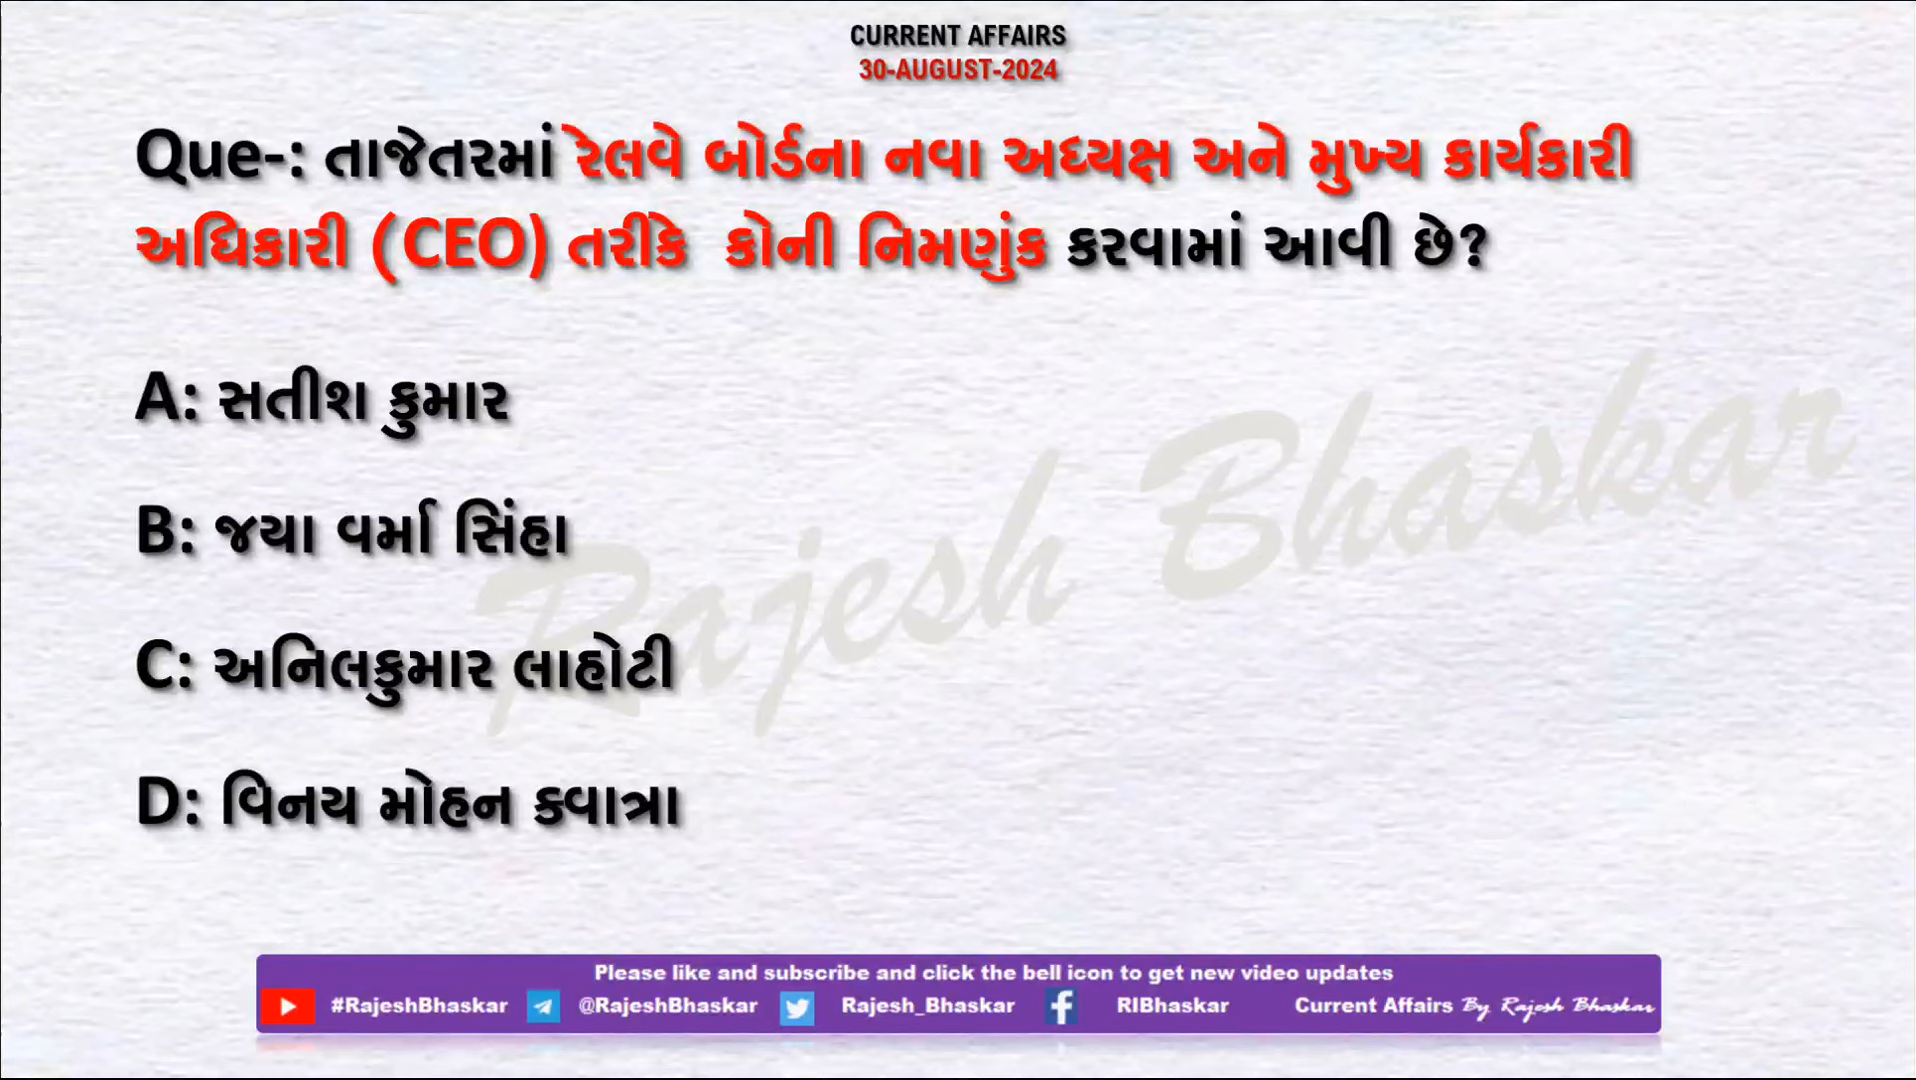 CURRENT AFFAIRS
30-AUGUST-2024
Que-: તાજેતરમાં રેલવે બોર્ડના નવા અધ્યક્ષ અને મુખ્ય કાર્યકારી
અધિકારી (CEO) તરીકે કોની નિમણુંક કરવામાં આવી છે?
A: સતીશ કુમાર
B: જયા વર્મા સિંહા
C: અનિલકુમાર લાહોટી
D: વિનય મોહન ક્વાત્રા
Rajesh Bhaskar
Please like and subscribe and click the bell icon to get new video updates
#RajeshBhaskar @RajeshBhaskar Rajesh_Bhaskar RIBhaskar Current Affairs By Rajesh Bhaskar